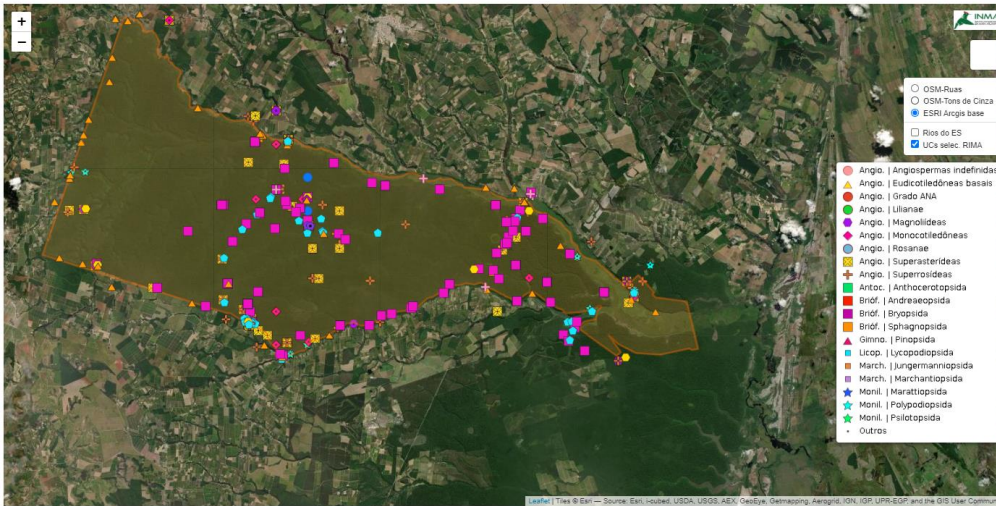 +
−
INMA
OSM-Ruas
OSM-Tons de Cinza
ESRI Arcgis base
Rios do ES
UCs selec. RIMA
Angio. | Angiospermas indefinidas
Angio. | Eudicotiledôneas basais
Angio. | Grado ANA
Angio. | Lilianae
Angio. | Magnoliídeas
Angio. | Monocotiledôneas
Angio. | Rosanae
Angio. | Superasterídeas
Angio. | Superrosídeas
Antoc. | Anthocerotopsida
Brióf. | Andreaeopsida
Brióf. | Bryopsida
Brióf. | Sphagnopsida
Gimno. | Pinopsida
Licop. | Lycopodiopsida
March. | Jungermanniopsida
March. | Marchantiopsida
Monil. | Marattiopsida
Monil. | Polypodiopsida
Monil. | Psilotopsida
Outros
Leaflet | Tiles © Esri — Source: Esri, i-cubed, USDA, USGS, AEX, GeoEye, Getmapping, Aerogrid, IGN, IGP, UPR-EGP, and the GIS User Commun